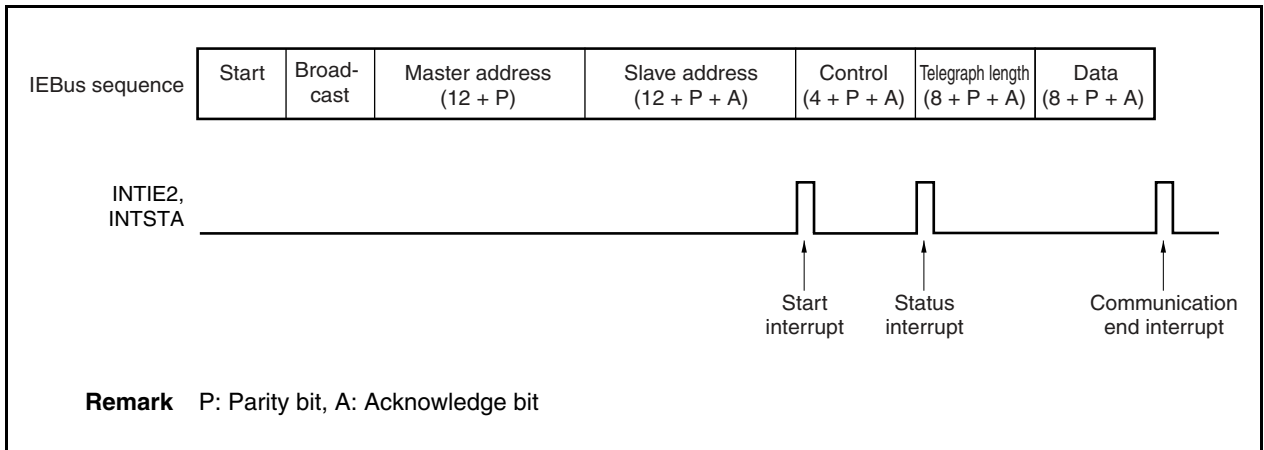 IEBus sequence
Start
Broad-
cast
Master address
(12 + P)
Slave address
(12 + P + A)
Control
(4 + P + A)
Telegraph length
(8 + P + A)
Data
(8 + P + A)
INTIE2,
INTSTA
Start
interrupt
Status
interrupt
Communication
end interrupt
Remark P: Parity bit, A: Acknowledge bit